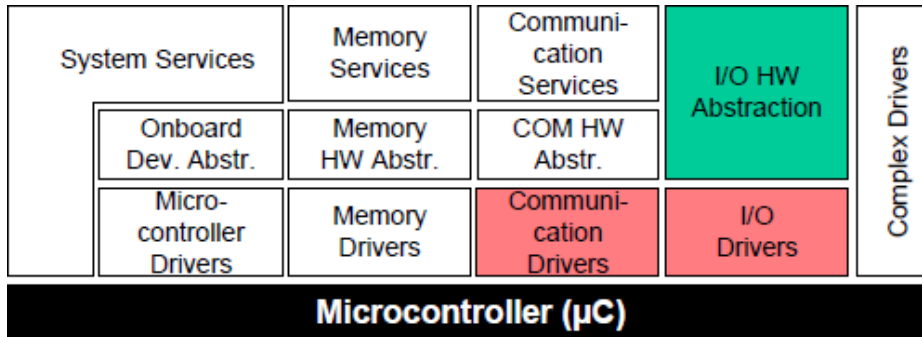 System Services
Memory
Services
Communi-
cation
Services
I/O HW
Abstraction
Complex Drivers
Onboard
Dev. Abstr.
Memory
HW Abstr.
COM HW
Abstr.
Micro-
controller
Drivers
Memory
Drivers
Communi-
cation
Drivers
I/O
Drivers
Microcontroller (µC)